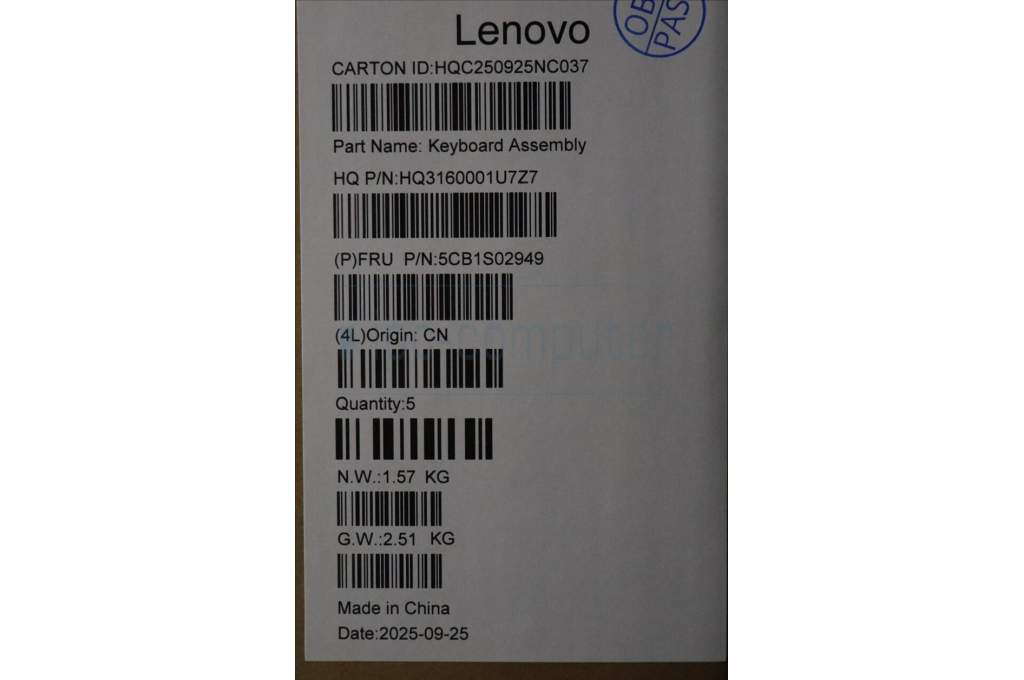 Lenovo
CARTON ID:HQC250925NC037
Part Name: Keyboard Assembly
HQ P/N:HQ3160001U7Z7
(P)FRU P/N:5CB1S02949
(4L)Origin: CN
computer
Quantity:5
N.W.:1.57 KG
G.W.:2.51 KG
Made in China
Date:2025-09-25